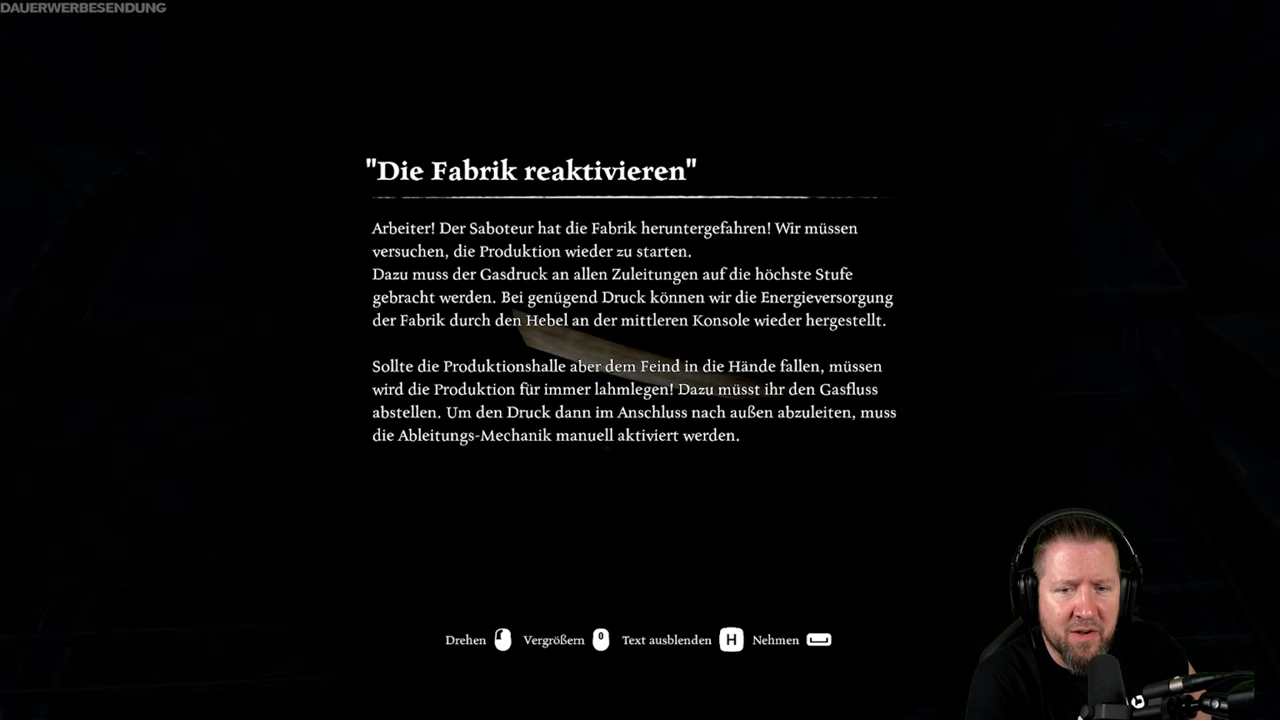 DAUERWERBESENDUNG
"Die Fabrik reaktivieren"
Arbeiter! Der Saboteur hat die Fabrik heruntergefahren! Wir müssen
versuchen, die Produktion wieder zu starten.
Dazu muss der Gasdruck an allen Zuleitungen auf die höchste Stufe
gebracht werden. Bei genügend Druck können wir die Energieversorgung
der Fabrik durch den Hebel an der mittleren Konsole wieder hergestellt.
Sollte die Produktionshalle aber dem Feind in die Hände fallen, müssen
wird die Produktion für immer lahmlegen! Dazu müsst ihr den Gasfluss
abstellen. Um den Druck dann im Anschluss nach außen abzuleiten, muss
die Ableitungs-Mechanik manuell aktiviert werden.
Drehen Vergrößern 0 Text ausblenden H Nehmen